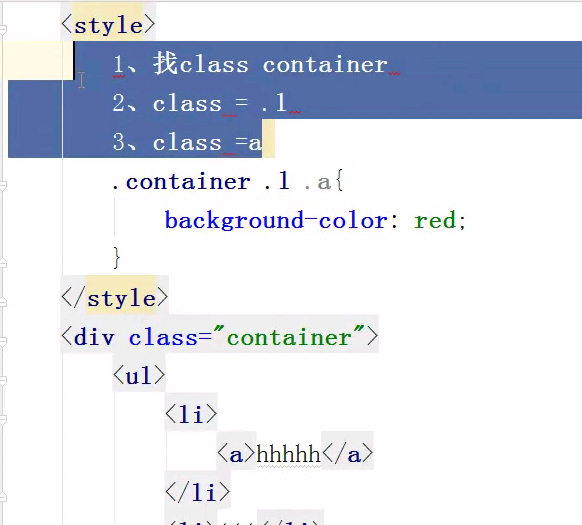 <style>
1、找class container
2、class = .l
3、class =a
.container .l .a{
background-color: red;
}
</style>
<div class="container">
<ul>
<li>
<a>hhhhh</a>
</li>